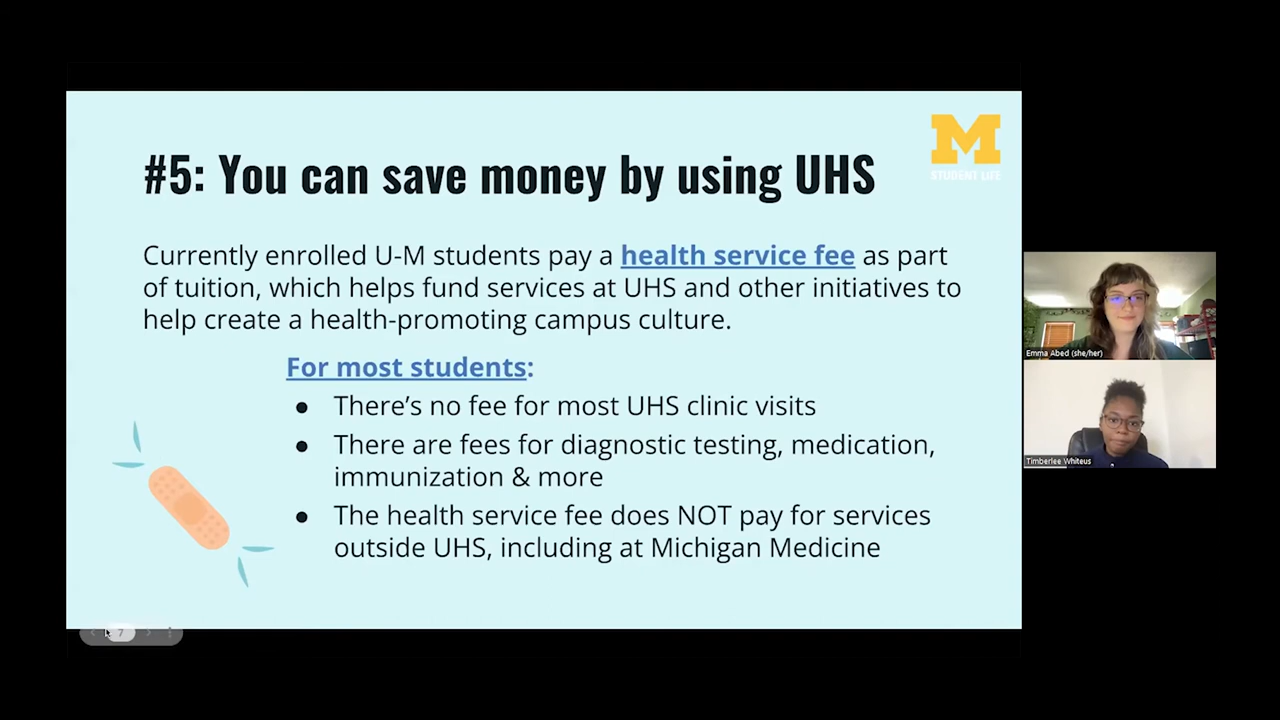 #5: You can save money by using UHS
M
STUDENT LIFE
Currently enrolled U-M students pay a health service fee as part
of tuition, which helps fund services at UHS and other initiatives to
help create a health-promoting campus culture.
For most students:
● There’s no fee for most UHS clinic visits
● There are fees for diagnostic testing, medication,
immunization & more
● The health service fee does NOT pay for services
outside UHS, including at Michigan Medicine
7
Emma Abed (she/her)
Timberlee Whiteus